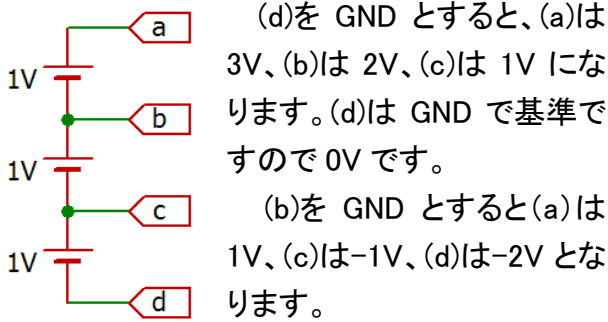 a
1V
b
1V
c
1V
d
(d)を GND とすると、(a)は
3V、(b)は 2V、(c)は 1V にな
ります。(d)は GND で基準で
すので 0V です。
(b)を GND とすると(a)は
1V、(c)は-1V、(d)は-2V とな
ります。